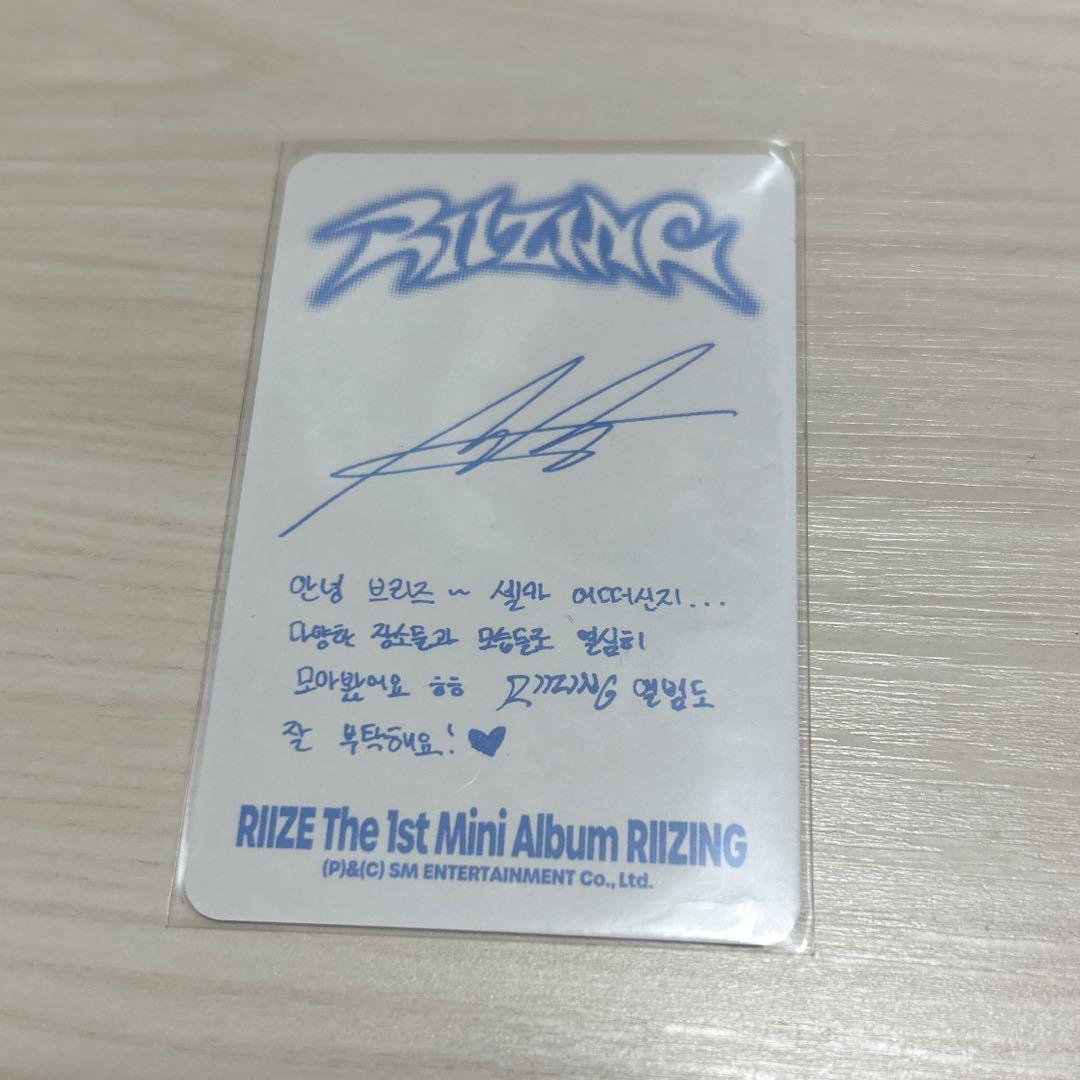 RIIZING
안녕 브리즈~ 셀카 어떠신지...
다양한 장소들과 모습들로 열심히
모아봤어요 ㅎㅎ RIIZING 앨범도
잘 부탁해요! ♥
RIIZE The 1st Mini Album RIIZING
(P)&(C) SM ENTERTAINMENT Co., Ltd.